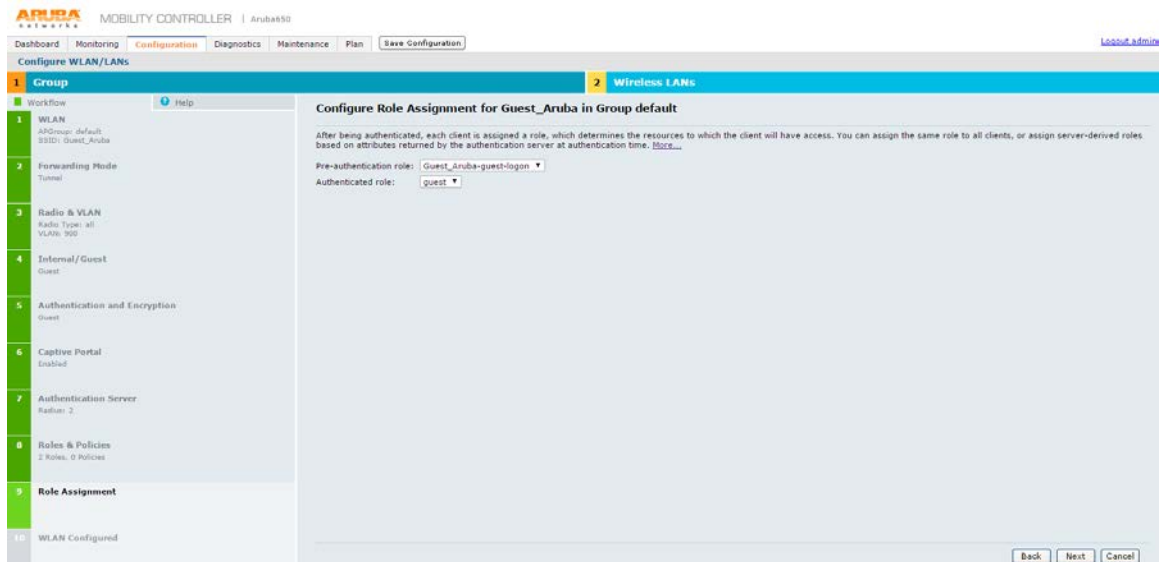 ARUBA networks MOBILITY CONTROLLER | Aruba650
Dashboard Monitoring Configuration Diagnostics Maintenance Plan Save Configuration Logout admin
Configure WLAN/LANs
1 Group 2 Wireless LANs
Workflow Help
1 WLAN
APGroup: default
SSID: Guest_Aruba
2 Forwarding Mode
Tunnel
3 Radio & VLAN
Radio Type: all
VLAN: 900
4 Internal/Guest
Guest
5 Authentication and Encryption
Guest
6 Captive Portal
Enabled
7 Authentication Server
Radius: 2
8 Roles & Policies
2 Roles, 0 Policies
9 Role Assignment
10 WLAN Configured
Configure Role Assignment for Guest_Aruba in Group default
After being authenticated, each client is assigned a role, which determines the resources to which the client will have access. You can assign the same role to all clients, or assign server-derived roles
based on attributes returned by the authentication server at authentication time. More...
Pre-authentication role: Guest_Aruba-guest-logon
Authenticated role: guest
Back Next Cancel